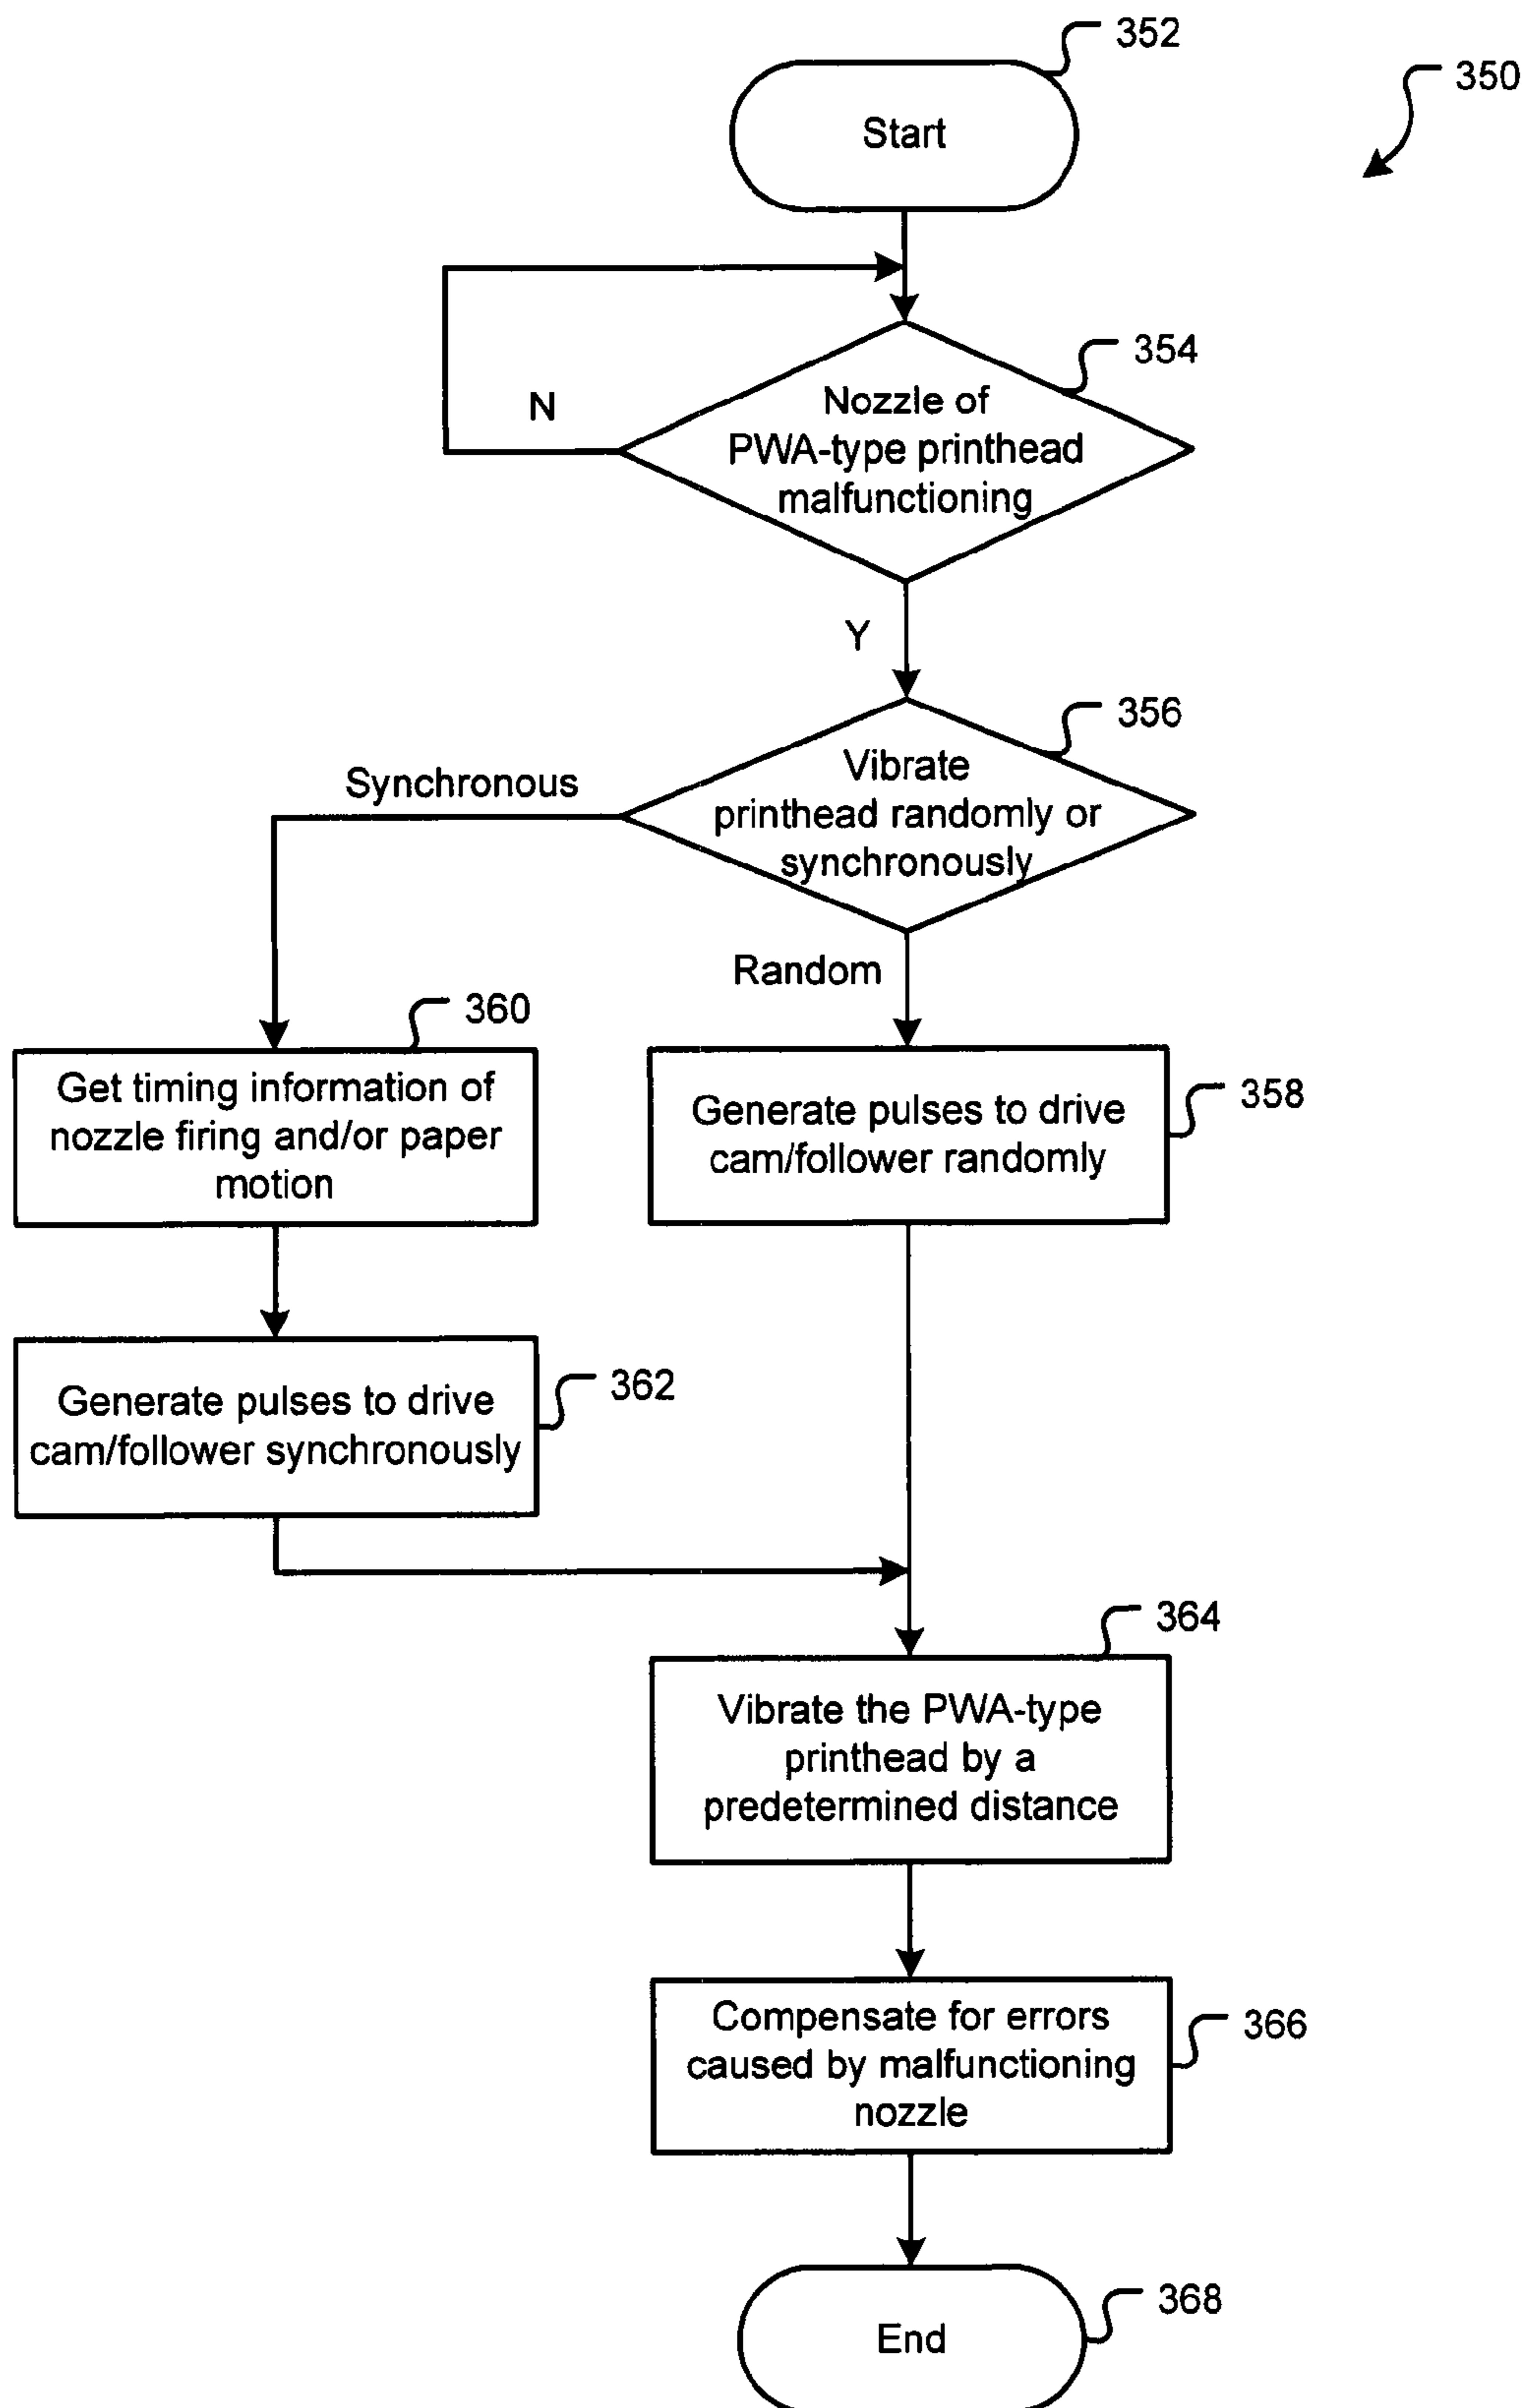 352
350
Start
354
N
Nozzle of
PWA-type printhead
malfunctioning
Y
356
Synchronous
Vibrate
printhead randomly or
synchronously
Random
360
Get timing information of
nozzle firing and/or paper
motion
358
Generate pulses to drive
cam/follower randomly
362
Generate pulses to drive
cam/follower synchronously
364
Vibrate the PWA-type
printhead by a
predetermined distance
366
Compensate for errors
caused by malfunctioning
nozzle
368
End